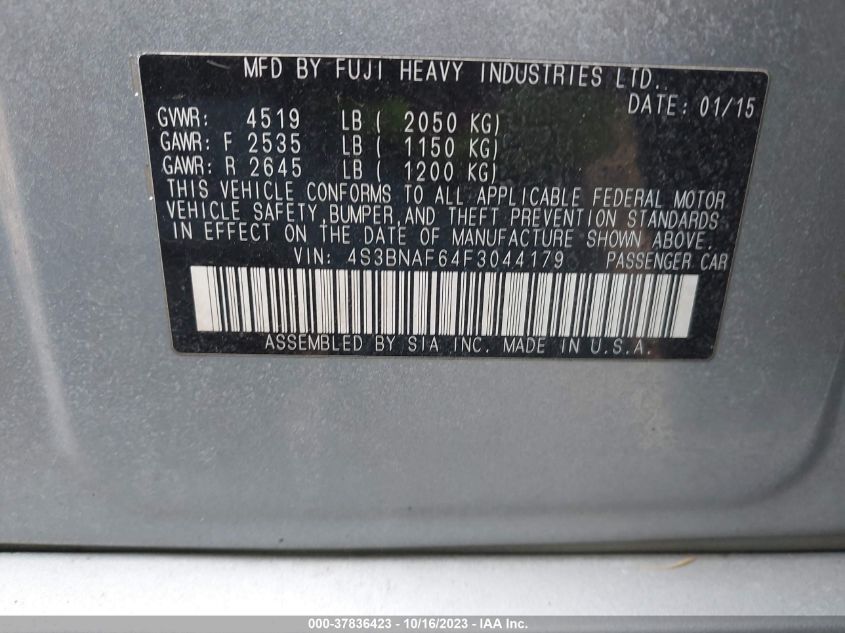 MFD BY FUJI HEAVY INDUSTRIES LTD.
DATE: 01/15
GVWR: 4519 LB ( 2050 KG)
GAWR: F 2535 LB ( 1150 KG)
GAWR: R 2645 LB ( 1200 KG)
THIS VEHICLE CONFORMS TO ALL APPLICABLE FEDERAL MOTOR
VEHICLE SAFETY,BUMPER,AND THEFT PREVENTION STANDARDS
IN EFFECT ON THE DATE OF MANUFACTURE SHOWN ABOVE.
VIN: 4S3BNAF64F3044179 PASSENGER CAR
ASSEMBLED BY SIA INC. MADE IN U.S.A.
000-37836423 - 10/16/2023 - IAA Inc.